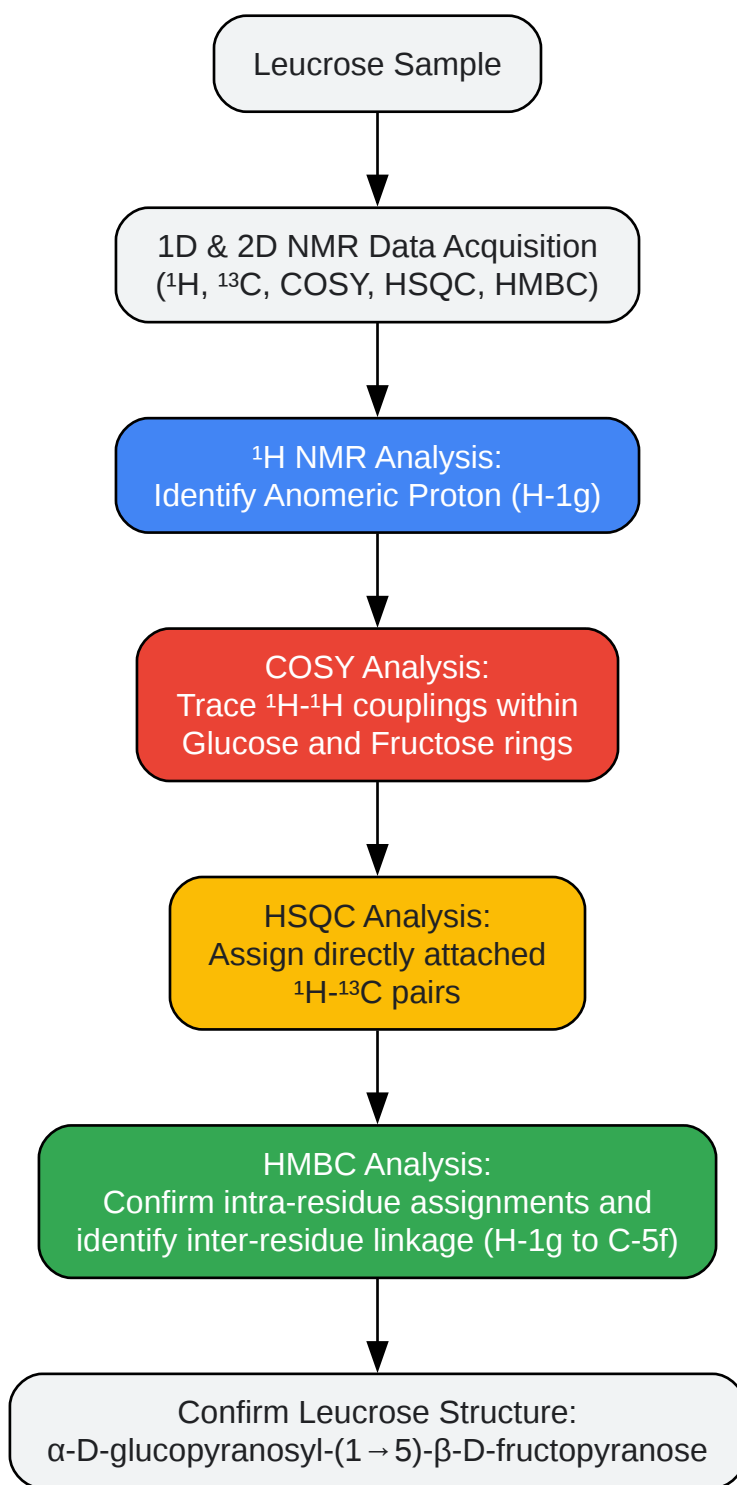 Leucrose Sample
1D & 2D NMR Data Acquisition
(¹H, ¹³C, COSY, HSQC, HMBC)
¹H NMR Analysis:
Identify Anomeric Proton (H-1g)
COSY Analysis:
Trace ¹H-¹H couplings within
Glucose and Fructose rings
HSQC Analysis:
Assign directly attached
¹H-¹³C pairs
HMBC Analysis:
Confirm intra-residue assignments and
identify inter-residue linkage (H-1g to C-5f)
Confirm Leucrose Structure:
α-D-glucopyranosyl-(1→5)-β-D-fructopyranose